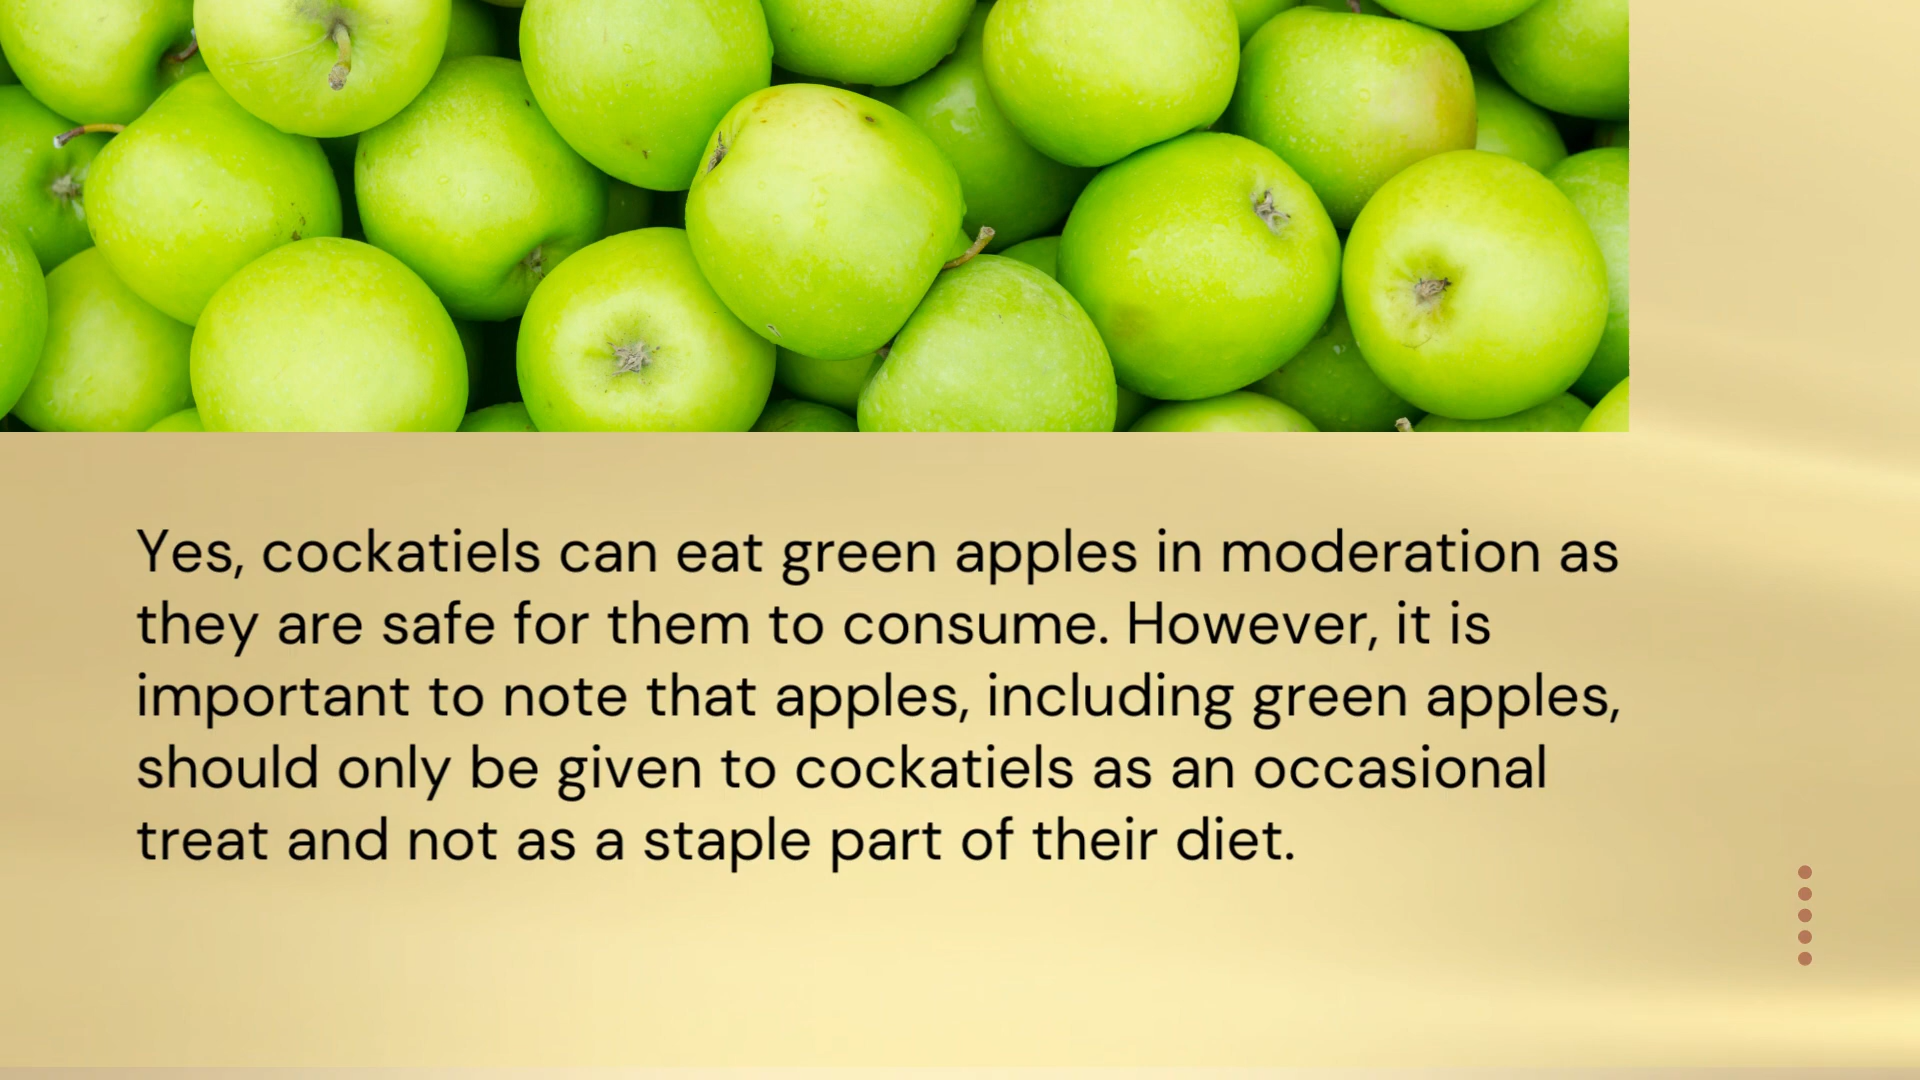 Yes, cockatiels can eat green apples in moderation as
they are safe for them to consume. However, it is
important to note that apples, including green apples,
should only be given to cockatiels as an occasional
treat and not as a staple part of their diet.